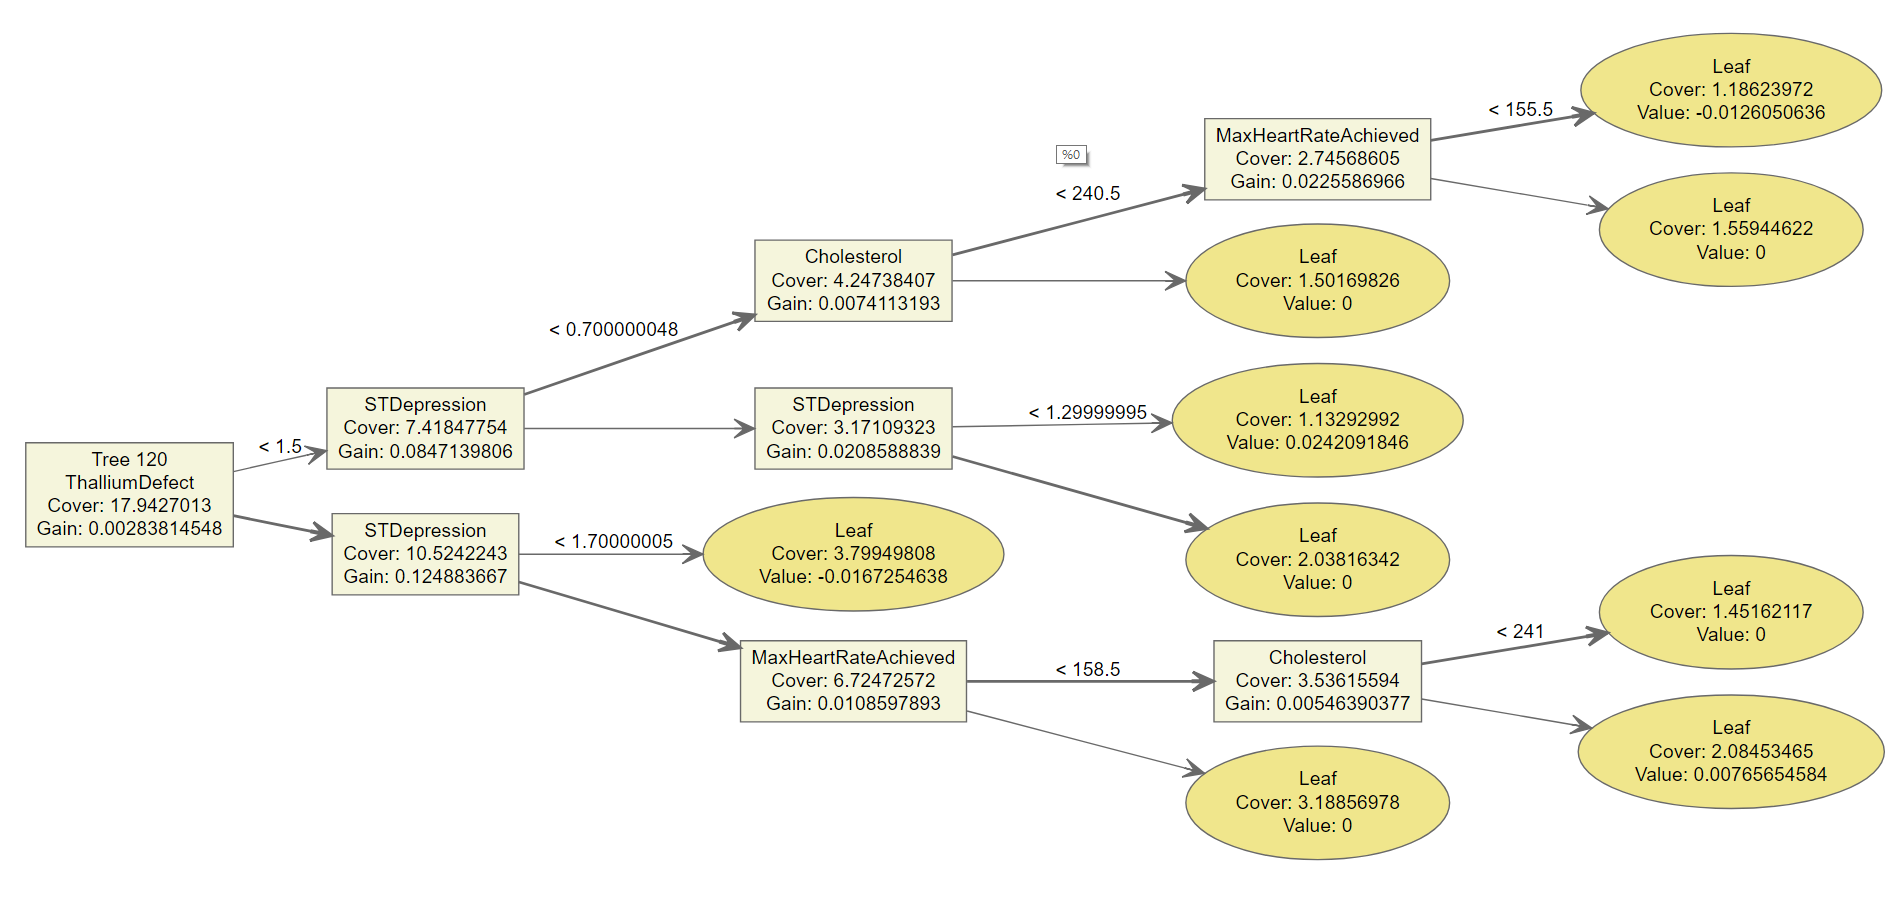 Tree 120
ThalliumDefect
Cover: 17.9427013
Gain: 0.00283814548
< 1.5
STDepression
Cover: 7.41847754
Gain: 0.0847139806
STDepression
Cover: 10.5242243
Gain: 0.124883667
< 0.700000048
< 1.70000005
Cholesterol
Cover: 4.24738407
Gain: 0.0074113193
STDepression
Cover: 3.17109323
Gain: 0.0208588839
Leaf
Cover: 3.79949808
Value: -0.0167254638
MaxHeartRateAchieved
Cover: 6.72472572
Gain: 0.0108597893
%0
< 240.5
< 1.29999995
< 158.5
MaxHeartRateAchieved
Cover: 2.74568605
Gain: 0.0225586966
Leaf
Cover: 1.50169826
Value: 0
Leaf
Cover: 1.13292992
Value: 0.0242091846
Leaf
Cover: 2.03816342
Value: 0
Cholesterol
Cover: 3.53615594
Gain: 0.00546390377
Leaf
Cover: 3.18856978
Value: 0
< 155.5
< 241
Leaf
Cover: 1.18623972
Value: -0.0126050636
Leaf
Cover: 1.55944622
Value: 0
Leaf
Cover: 1.45162117
Value: 0
Leaf
Cover: 2.08453465
Value: 0.00765654584